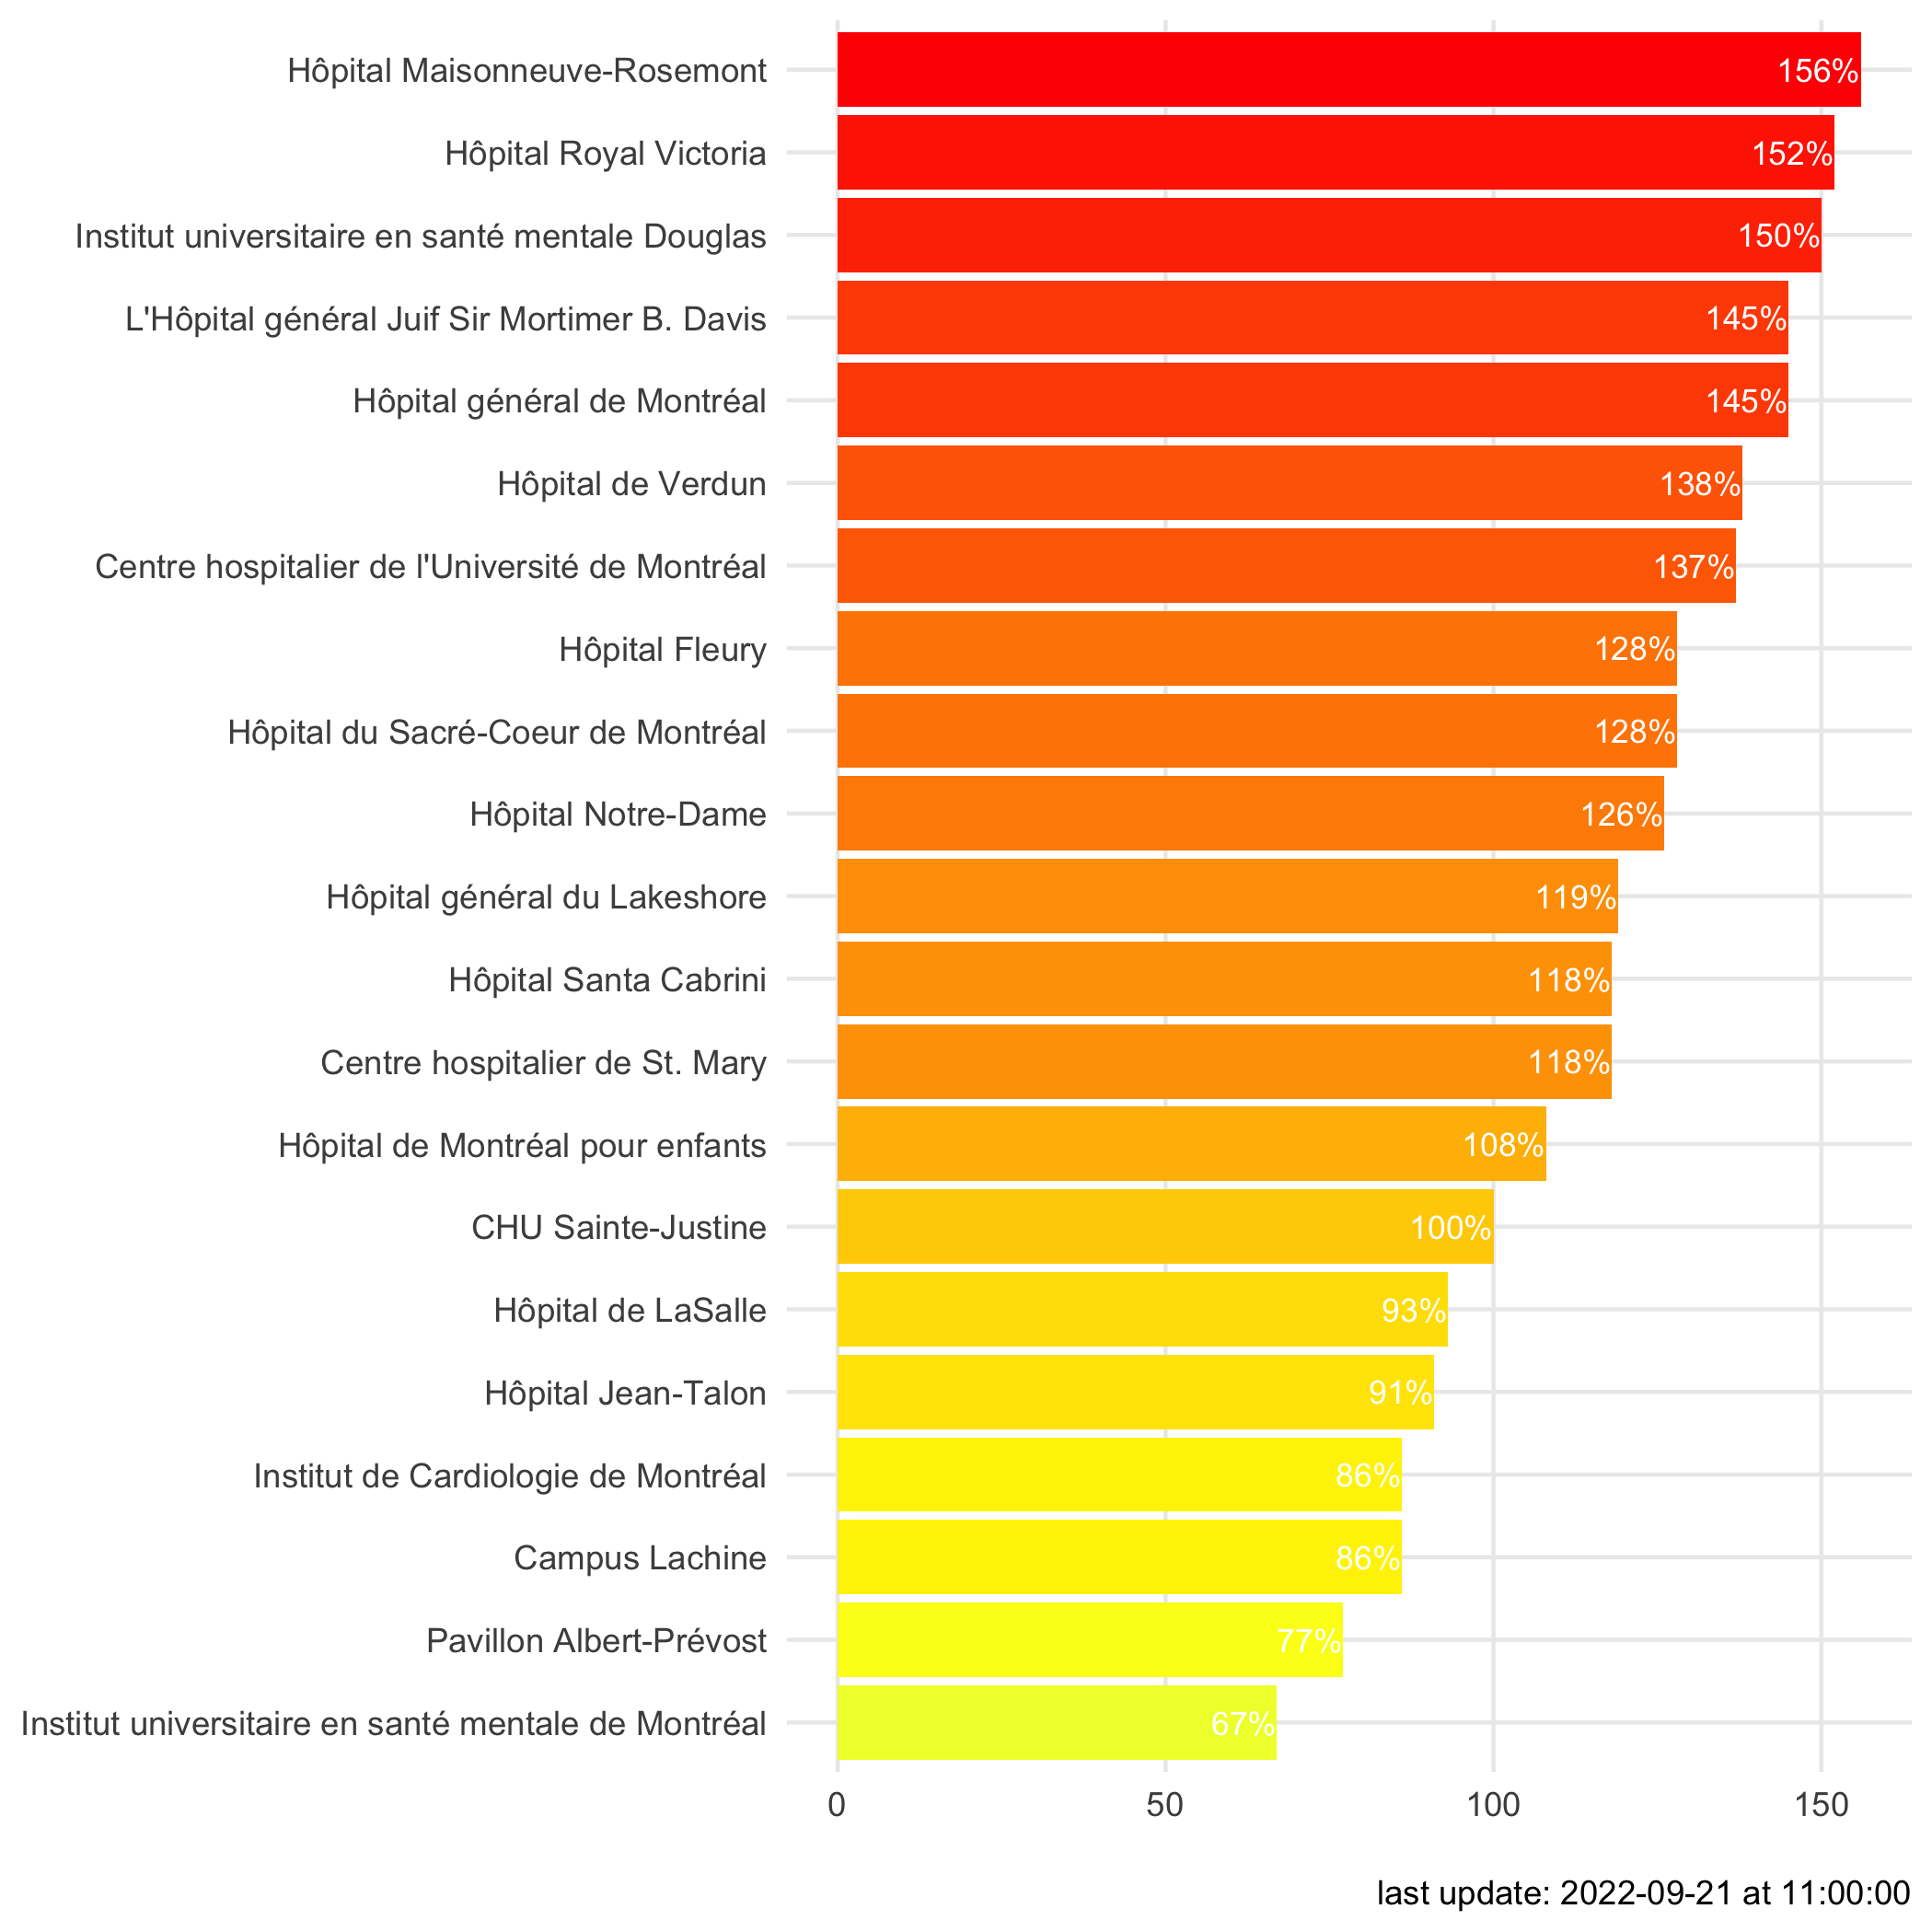 Hôpital Maisonneuve-Rosemont 156%
Hôpital Royal Victoria 152%
Institut universitaire en santé mentale Douglas 150%
L'Hôpital général Juif Sir Mortimer B. Davis 145%
Hôpital général de Montréal 145%
Hôpital de Verdun 138%
Centre hospitalier de l'Université de Montréal 137%
Hôpital Fleury 128%
Hôpital du Sacré-Coeur de Montréal 128%
Hôpital Notre-Dame 126%
Hôpital général du Lakeshore 119%
Hôpital Santa Cabrini 118%
Centre hospitalier de St. Mary 118%
Hôpital de Montréal pour enfants 108%
CHU Sainte-Justine 100%
Hôpital de LaSalle 93%
Hôpital Jean-Talon 91%
Institut de Cardiologie de Montréal 86%
Campus Lachine 86%
Pavillon Albert-Prévost 77%
Institut universitaire en santé mentale de Montréal 67%
0 50 100 150
last update: 2022-09-21 at 11:00:00